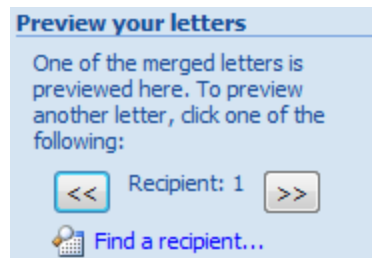 Preview your letters
One of the merged letters is
previewed here. To preview
another letter, click one of the
following:
<< Recipient: 1 >>
Find a recipient...